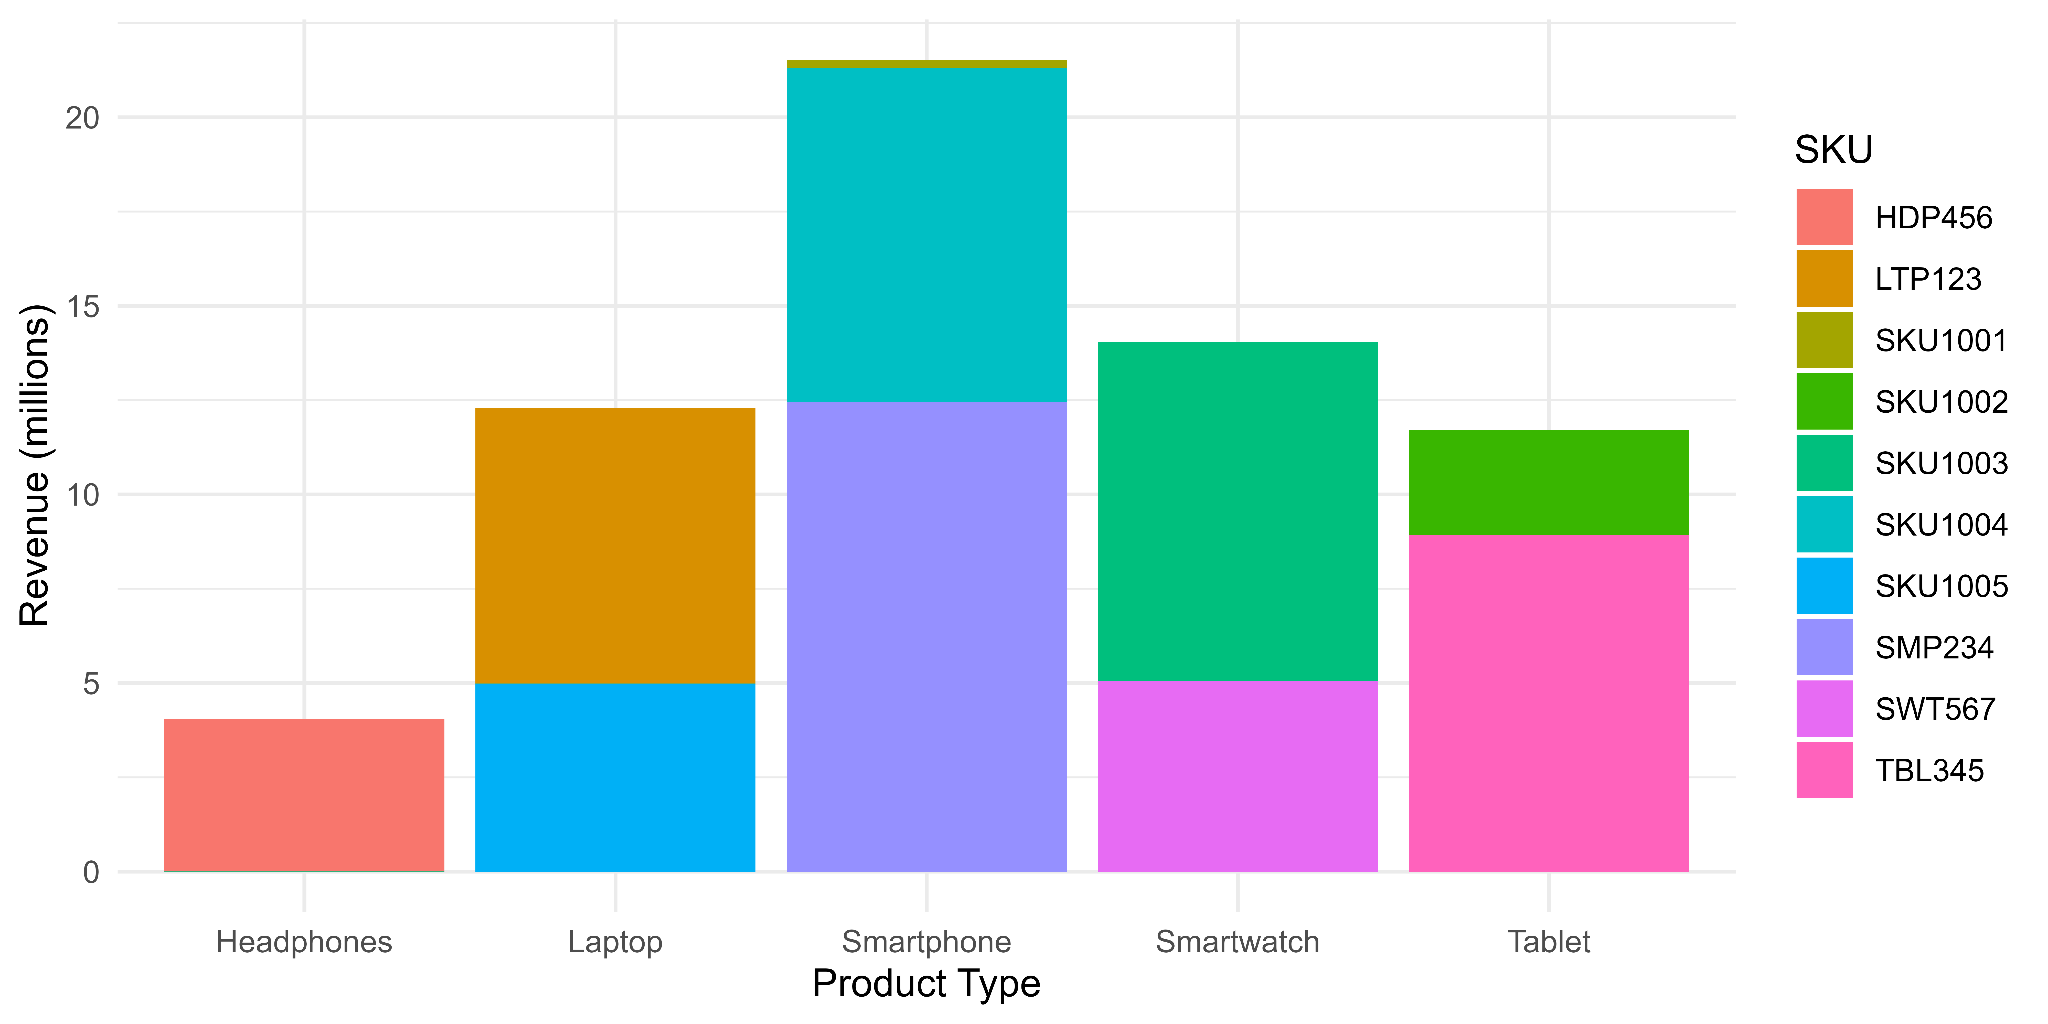 20
15
10
5
0
Revenue (millions)
Headphones
Laptop
Smartphone
Smartwatch
Tablet
Product Type
SKU
HDP456
LTP123
SKU1001
SKU1002
SKU1003
SKU1004
SKU1005
SMP234
SWT567
TBL345